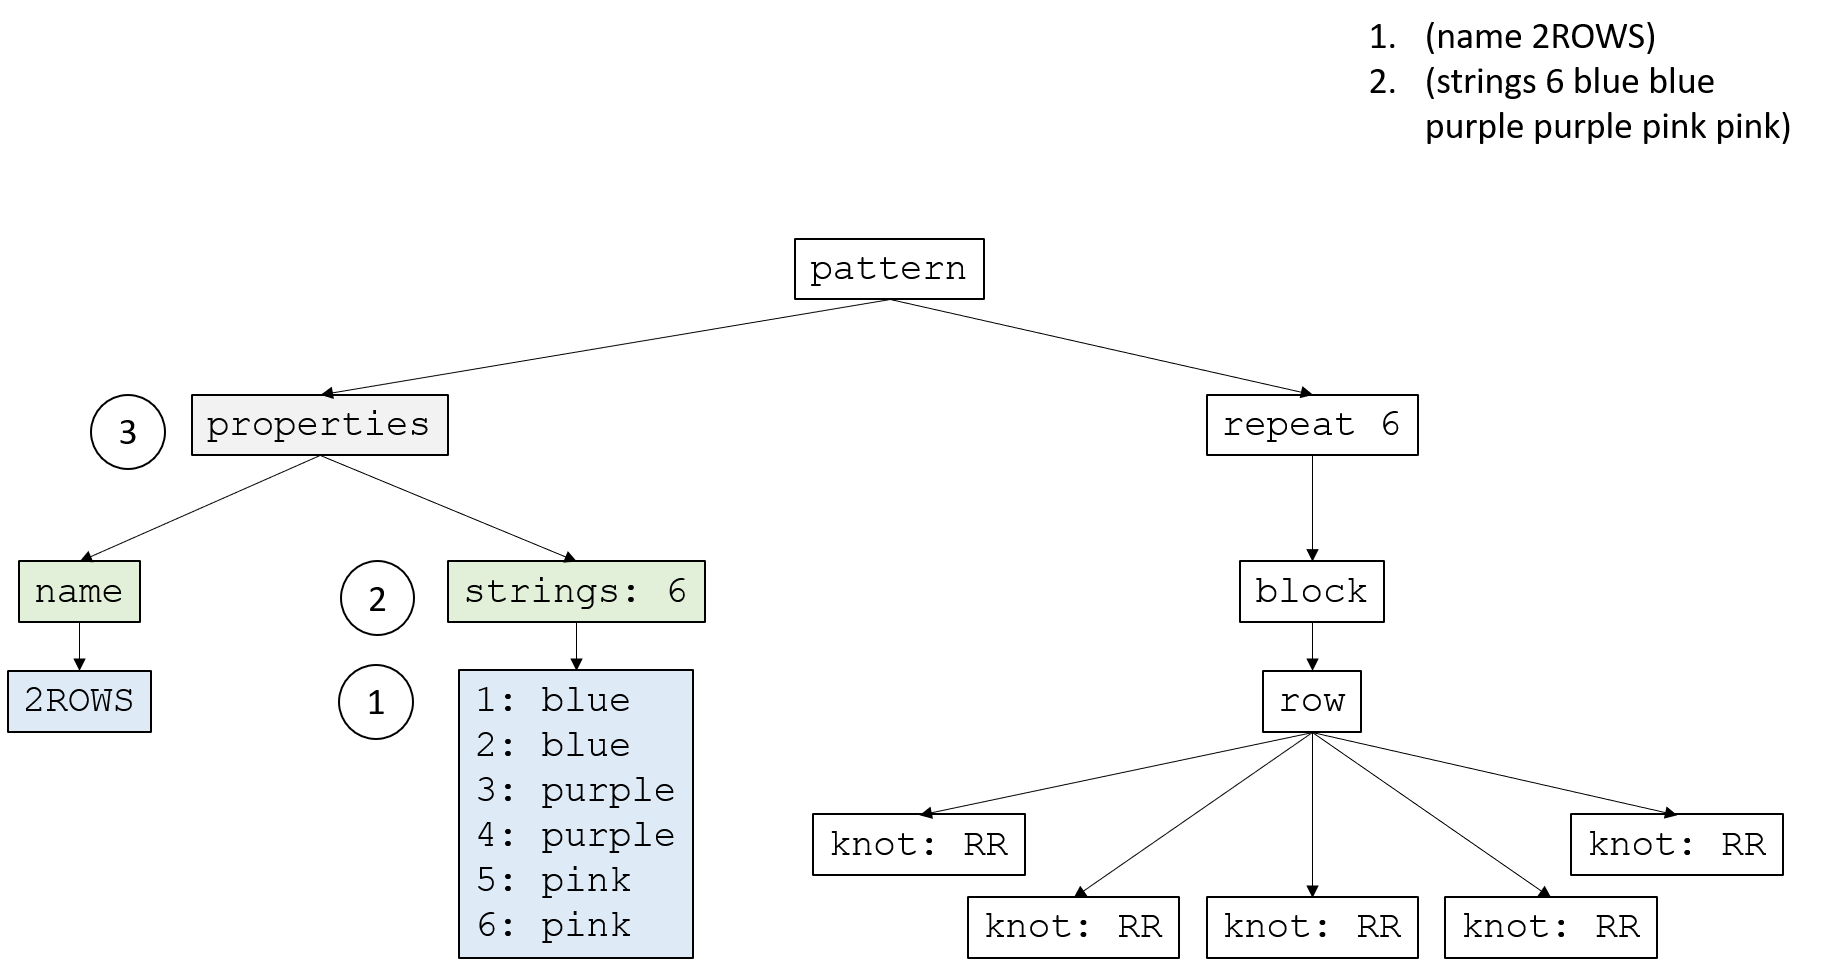 1. (name 2ROWS)
2. (strings 6 blue blue
purple purple pink pink)
pattern
3
properties
repeat 6
name
2
strings: 6
block
2ROWS
1
1: blue
2: blue
3: purple
4: purple
5: pink
6: pink
row
knot: RR
knot: RR
knot: RR
knot: RR
knot: RR